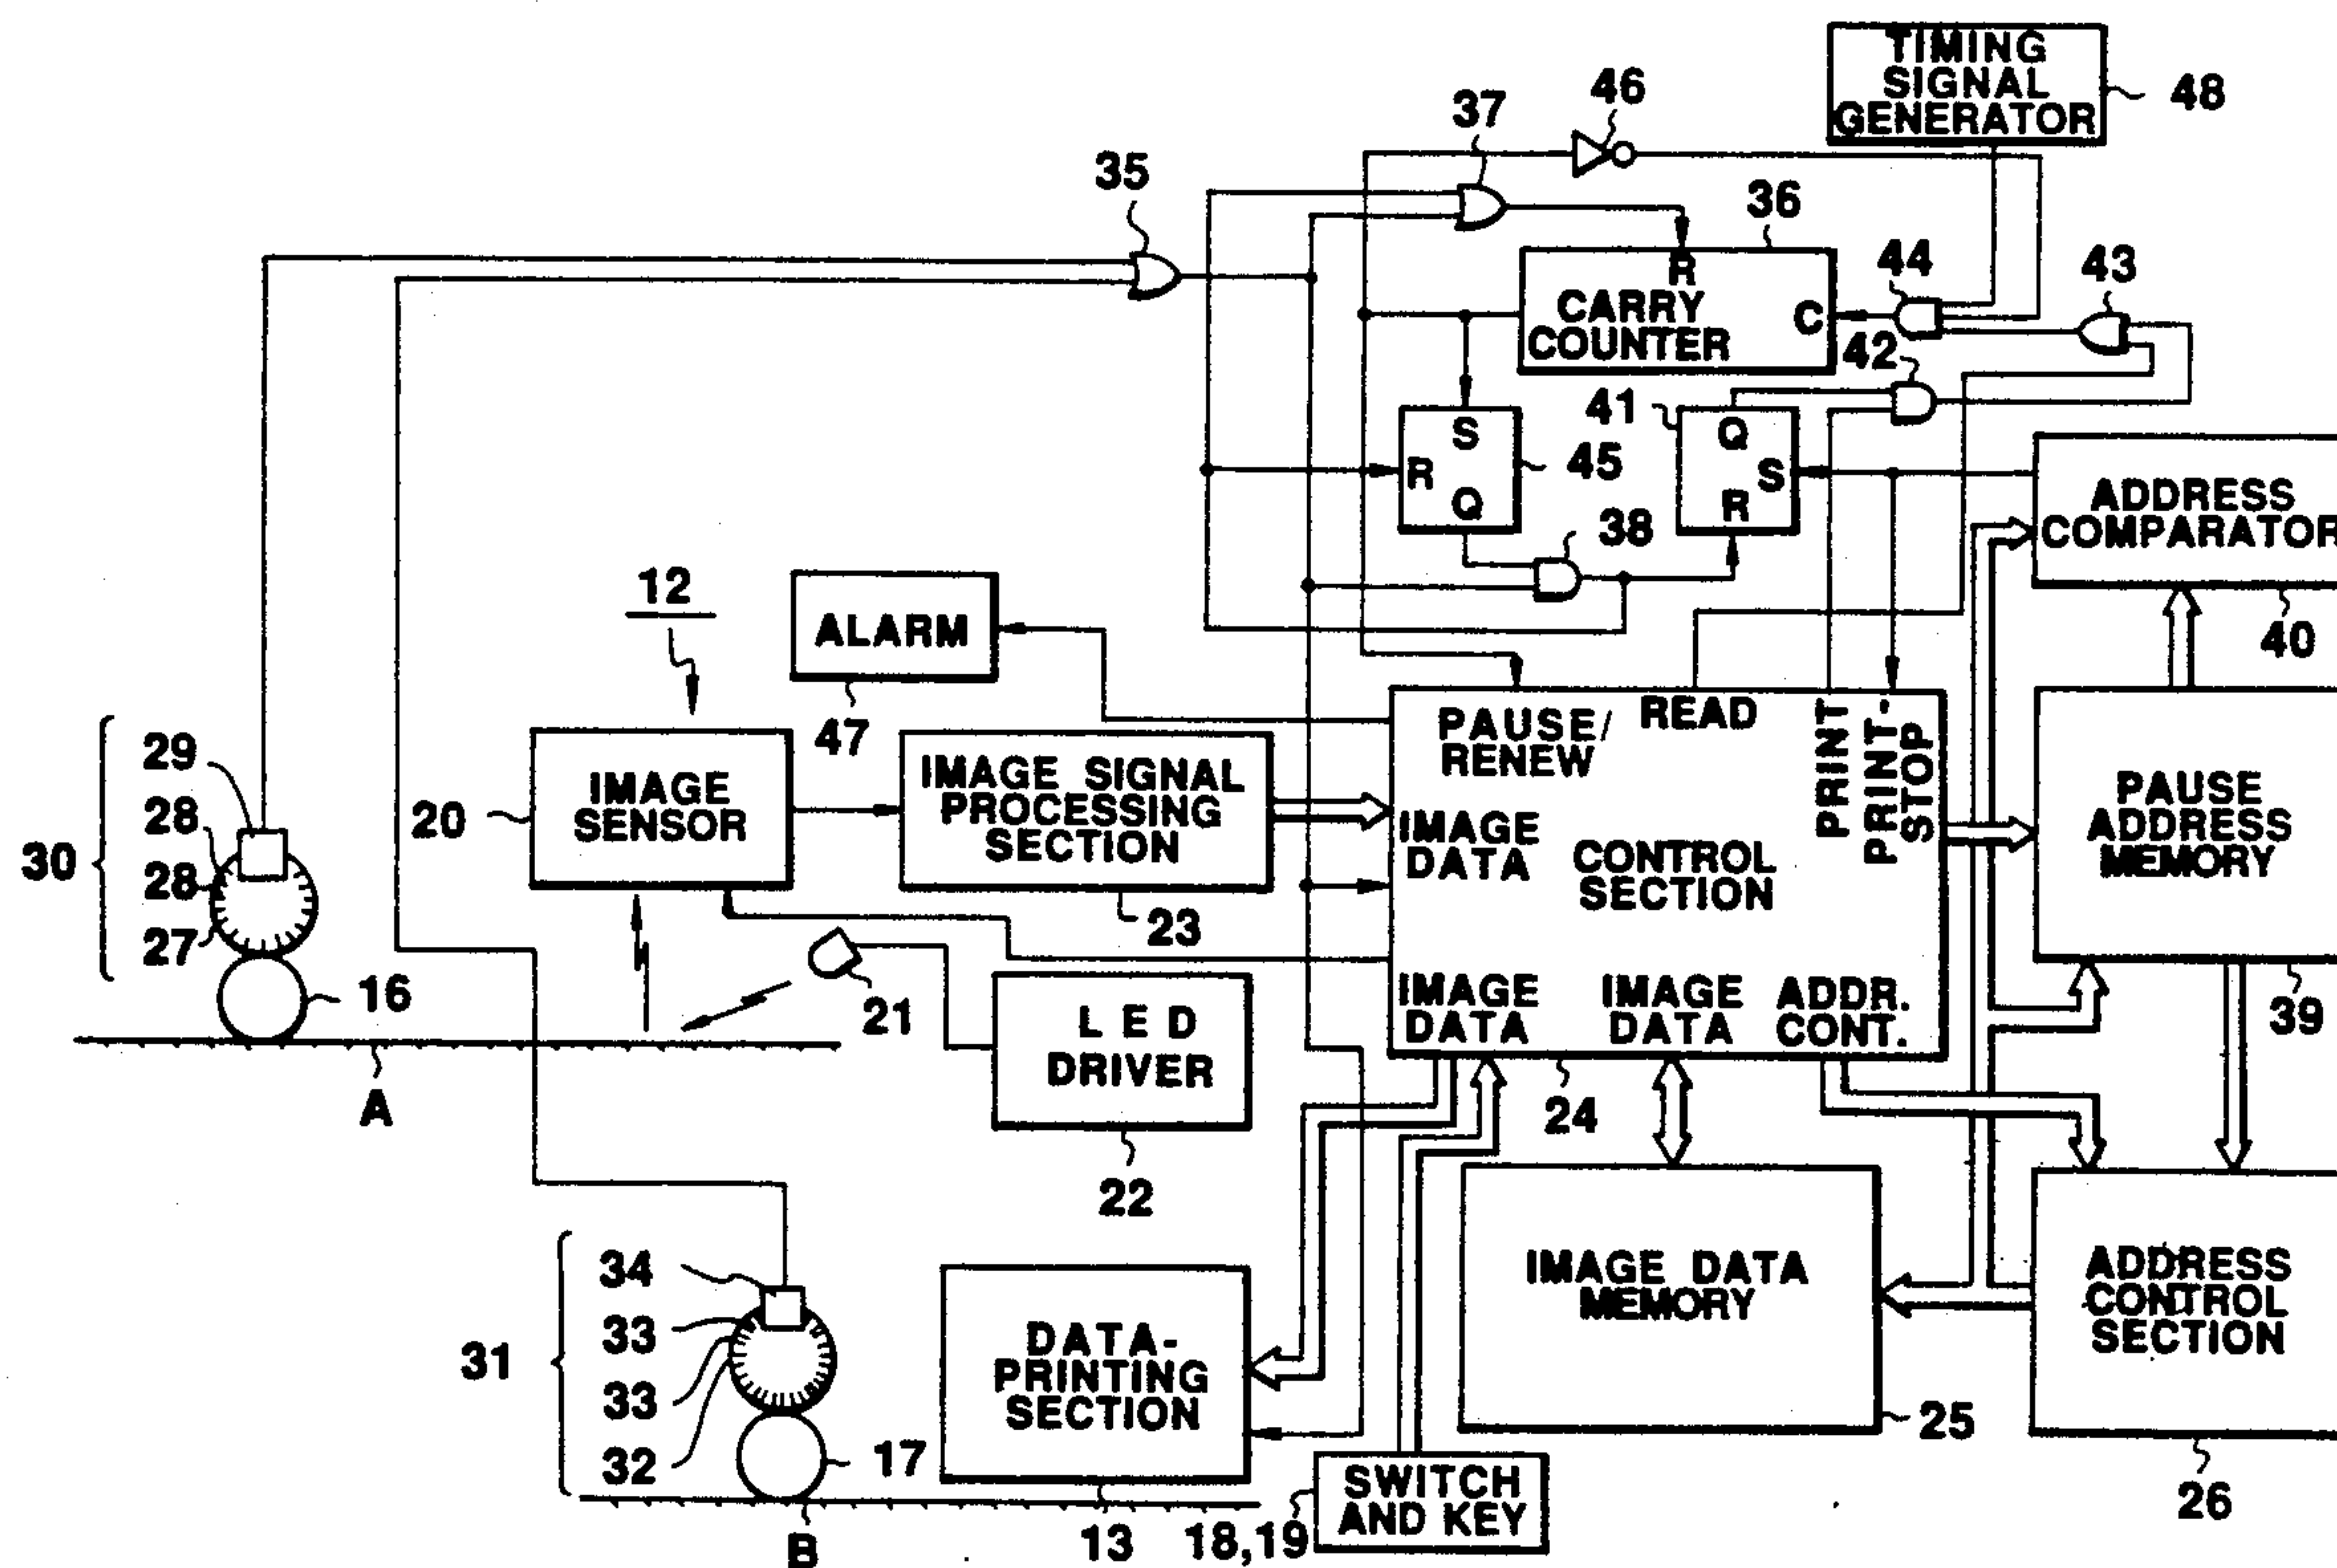 TIMING
SIGNAL
GENERATOR
48
46
37
35
36
R
CARRY
COUNTER
C
44
43
42
41
S
R
Q
45
Q
S
R
38
ADDRESS
COMPARATOR
40
12
ALARM
47
PAUSE/
RENEW
READ
PRINT
PRINT-
STOP
IMAGE
DATA
CONTROL
SECTION
IMAGE
DATA
IMAGE
DATA
ADDR.
CONT.
24
PAUSE
ADDRESS
MEMORY
39
30
29
28
28
27
16
A
20
IMAGE
SENSOR
IMAGE SIGNAL
PROCESSING
SECTION
23
21
LED
DRIVER
22
31
34
33
33
32
17
B
DATA-
PRINTING
SECTION
13
18,19
SWITCH
AND KEY
IMAGE DATA
MEMORY
25
ADDRESS
CONTROL
SECTION
26